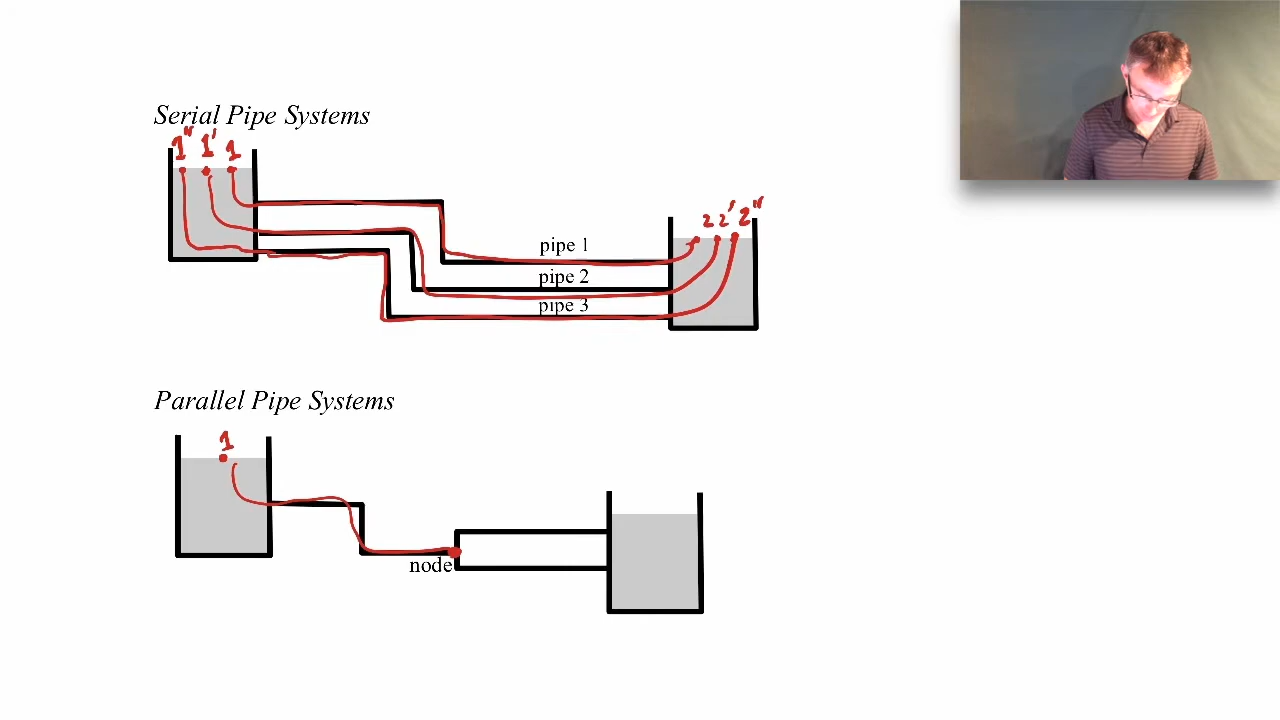 Serial Pipe Systems
1" 1' 1
2 2' 2"
pipe 1
pipe 2
pipe 3
Parallel Pipe Systems
1
node